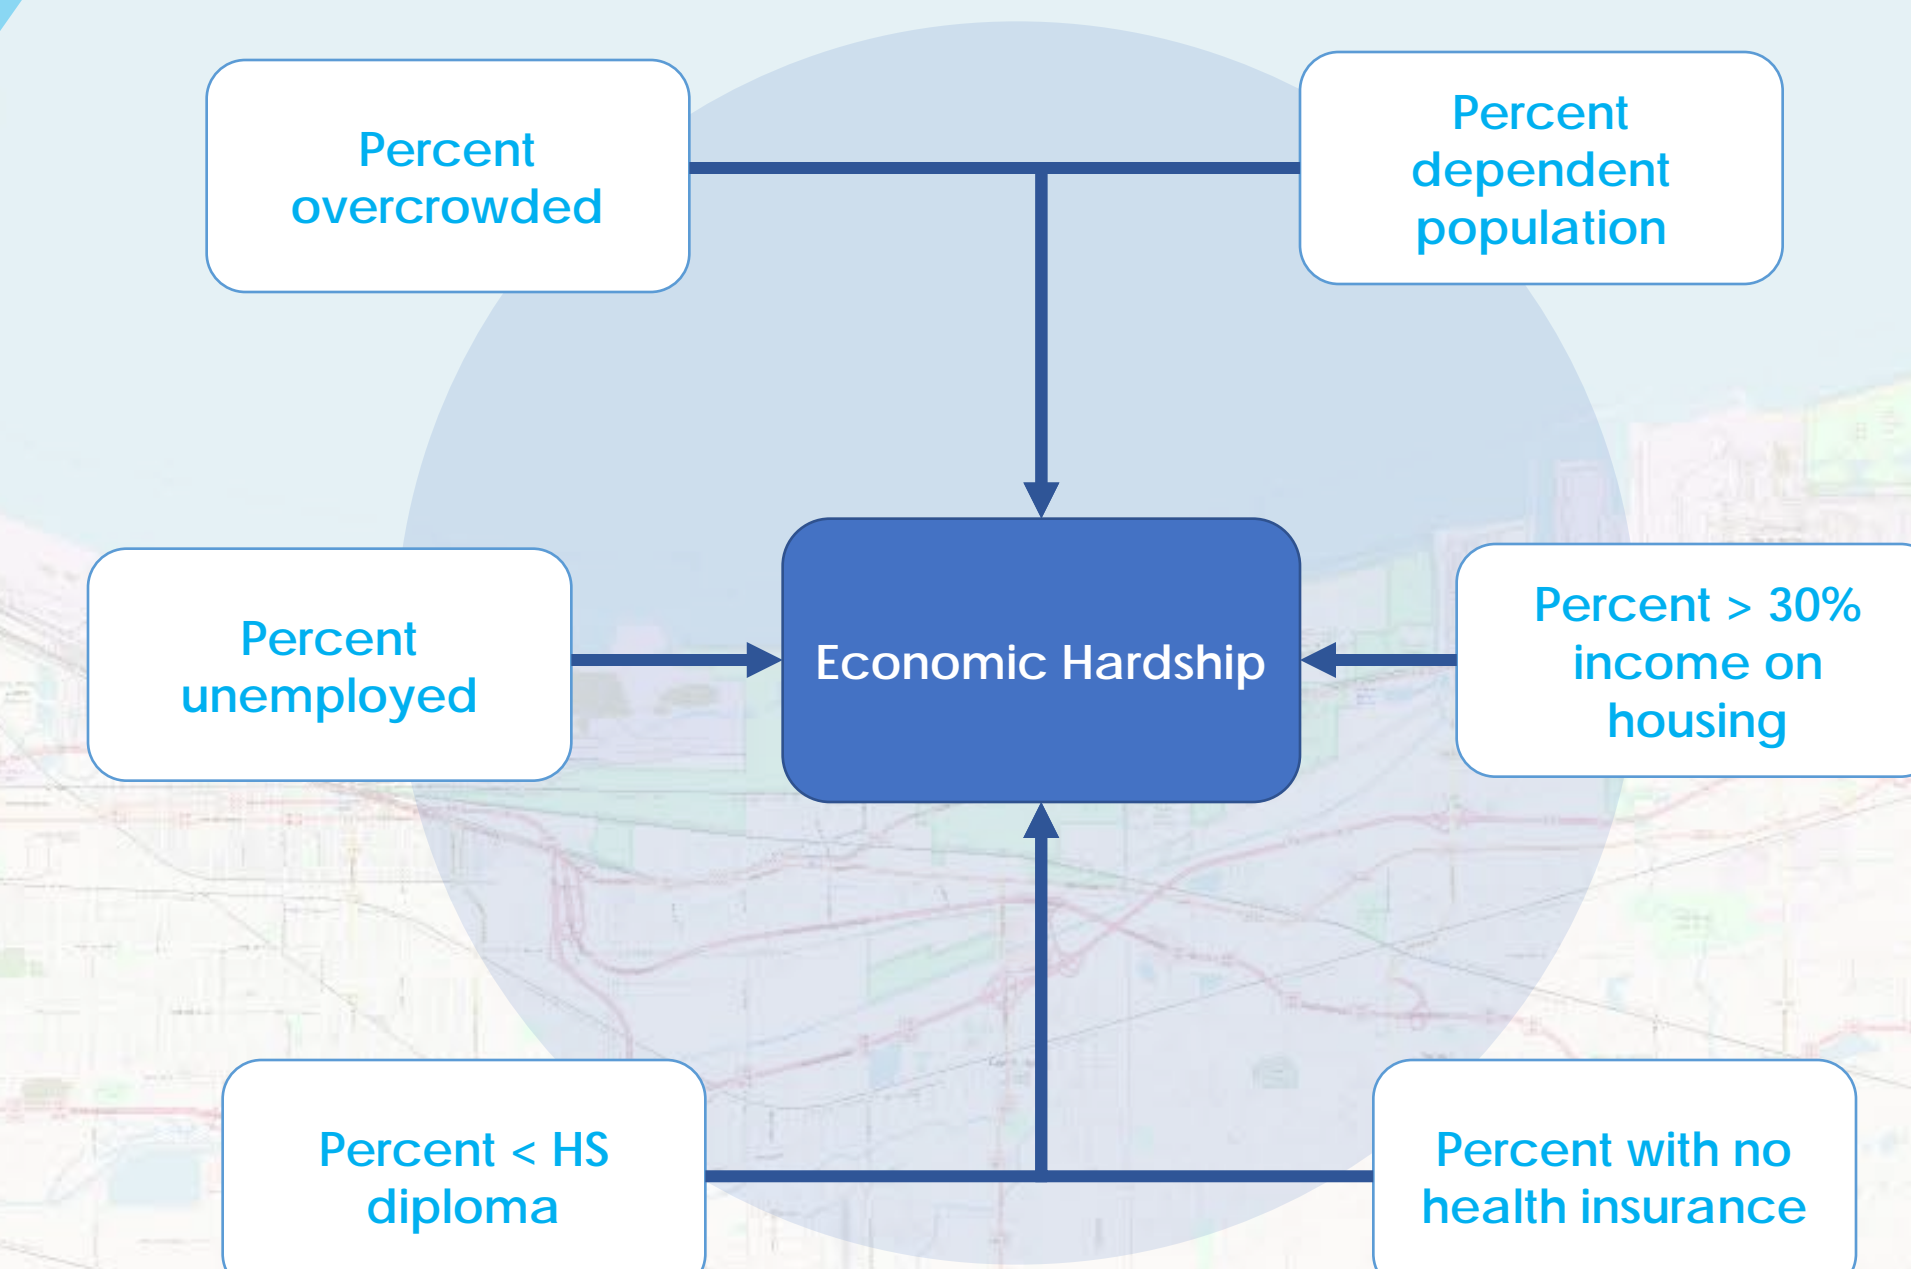 Percent
overcrowded
Percent
dependent
population
Percent
unemployed
Economic Hardship
Percent > 30%
income on
housing
Percent < HS
diploma
Percent with no
health insurance